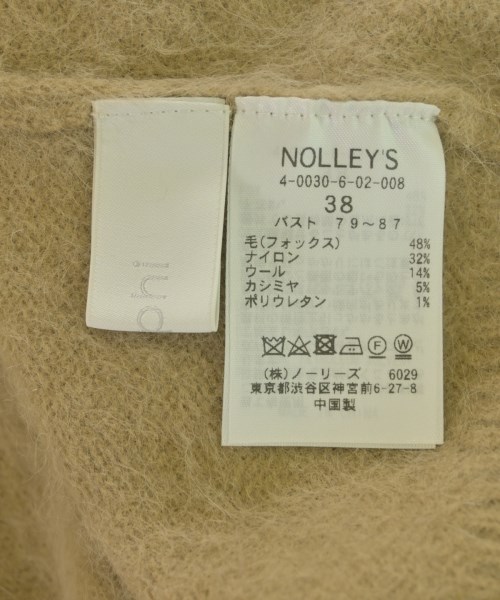 NOLLEY'S
4-0030-6-02-008
38
バスト 79～87
毛(フォックス) 48%
ナイロン 32%
ウール 14%
カシミヤ 5%
ポリウレタン 1%
F W
(株)ノーリーズ 6029
東京都渋谷区神宮前6-27-8
中国製